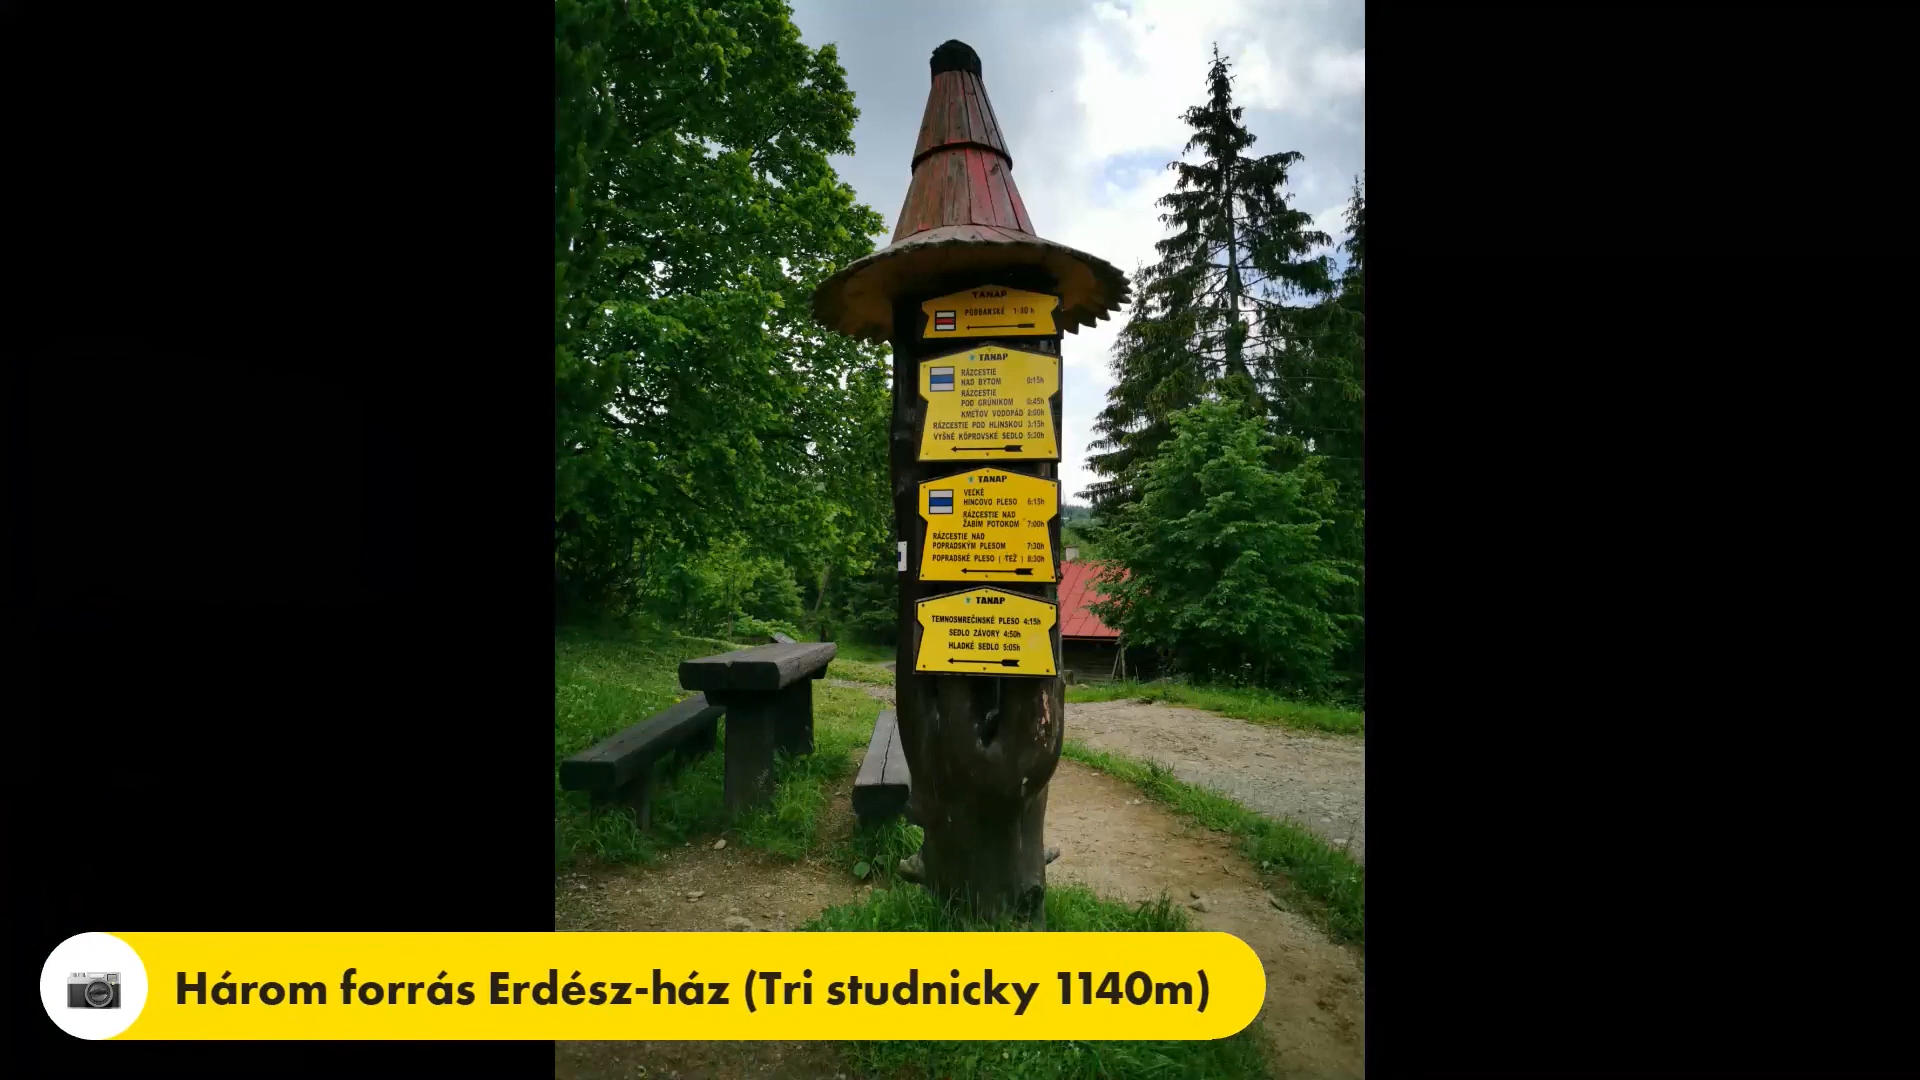 TANAP
PODBANSKÉ 1:30 h
TANAP
RÁZCESTIE
NAD BYTOM 0:15h
RÁZCESTIE
POD GRÚNIKOM 0:45h
KMEŤOV VODOPÁD 2:00h
RÁZCESTIE POD HLINSKOU 3:15h
VYŠNÉ KÔPROVSKÉ SEDLO 5:30h
TANAP
VEĽKÉ
HINCOVO PLESO 6:15h
RÁZCESTIE NAD
ŽABÍM POTOKOM 7:00h
RÁZCESTIE NAD
POPRADSKÝM PLESOM 7:30h
POPRADSKÉ PLESO ( TEŽ ) 8:30h
TANAP
TEMNOSMREČINSKÉ PLESO 4:15h
SEDLO ZÁVORY 4:50h
HLADKÉ SEDLO 5:05h
Három forrás Erdész-ház (Tri studnicky 1140m)